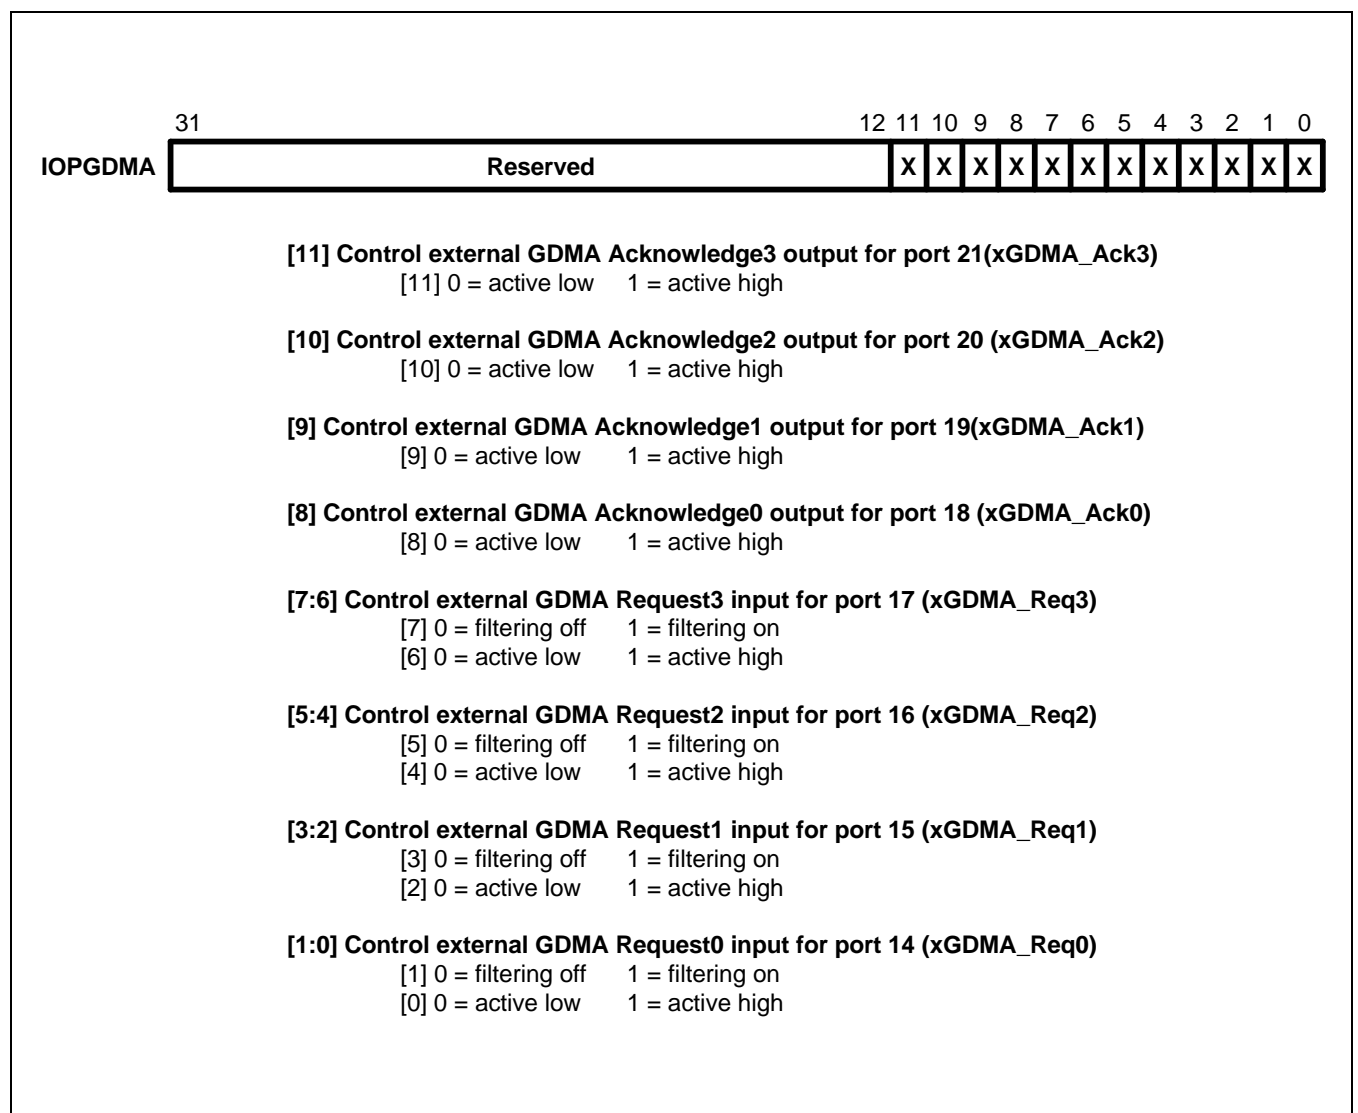 31 12 11 10 9 8 7 6 5 4 3 2 1 0
IOPGDMA Reserved X X X X X X X X X X X X
[11] Control external GDMA Acknowledge3 output for port 21(xGDMA_Ack3)
[11] 0 = active low 1 = active high
[10] Control external GDMA Acknowledge2 output for port 20 (xGDMA_Ack2)
[10] 0 = active low 1 = active high
[9] Control external GDMA Acknowledge1 output for port 19(xGDMA_Ack1)
[9] 0 = active low 1 = active high
[8] Control external GDMA Acknowledge0 output for port 18 (xGDMA_Ack0)
[8] 0 = active low 1 = active high
[7:6] Control external GDMA Request3 input for port 17 (xGDMA_Req3)
[7] 0 = filtering off 1 = filtering on
[6] 0 = active low 1 = active high
[5:4] Control external GDMA Request2 input for port 16 (xGDMA_Req2)
[5] 0 = filtering off 1 = filtering on
[4] 0 = active low 1 = active high
[3:2] Control external GDMA Request1 input for port 15 (xGDMA_Req1)
[3] 0 = filtering off 1 = filtering on
[2] 0 = active low 1 = active high
[1:0] Control external GDMA Request0 input for port 14 (xGDMA_Req0)
[1] 0 = filtering off 1 = filtering on
[0] 0 = active low 1 = active high